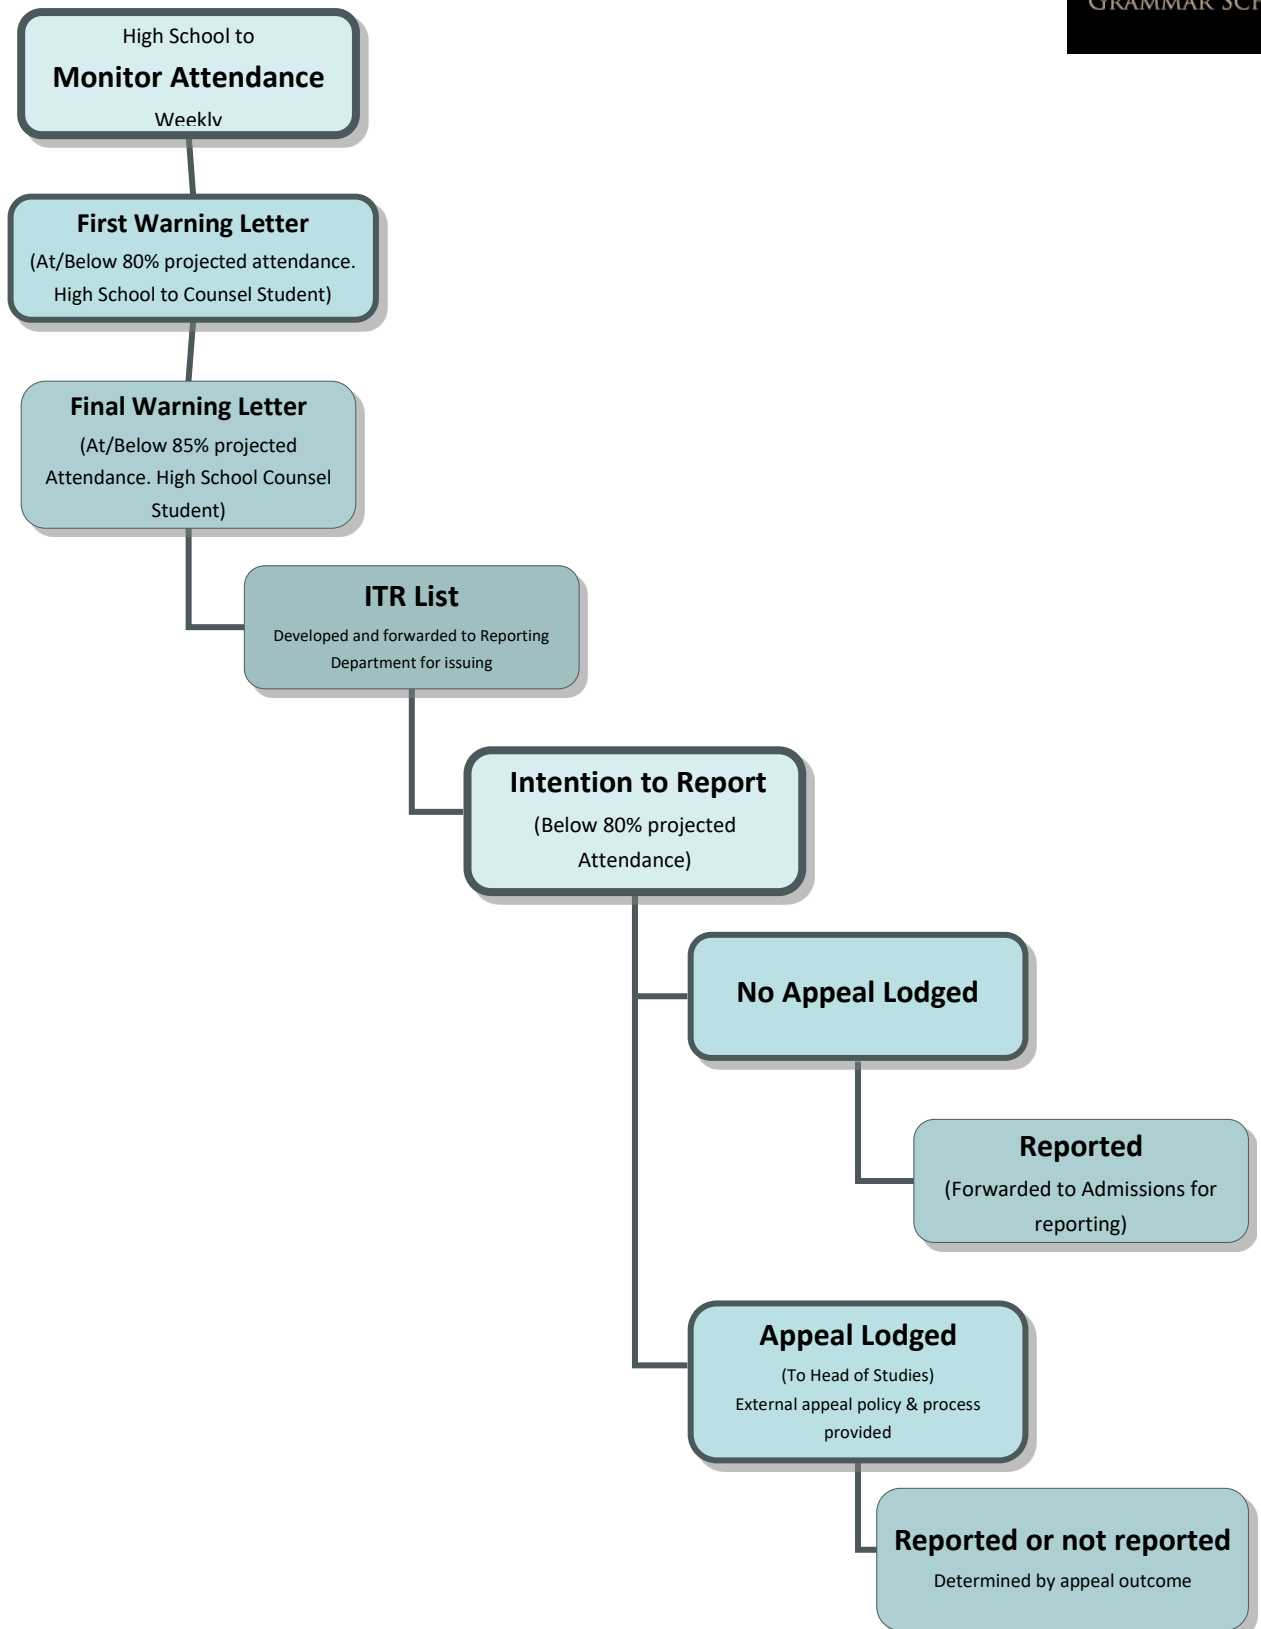 GRAMMAR SCH
High School to
Monitor Attendance
Weekly
First Warning Letter
(At/Below 80% projected attendance.
High School to Counsel Student)
Final Warning Letter
(At/Below 85% projected
Attendance. High School Counsel
Student)
ITR List
Developed and forwarded to Reporting
Department for issuing
Intention to Report
(Below 80% projected
Attendance)
No Appeal Lodged
Reported
(Forwarded to Admissions for
reporting)
Appeal Lodged
(To Head of Studies)
External appeal policy & process
provided
Reported or not reported
Determined by appeal outcome